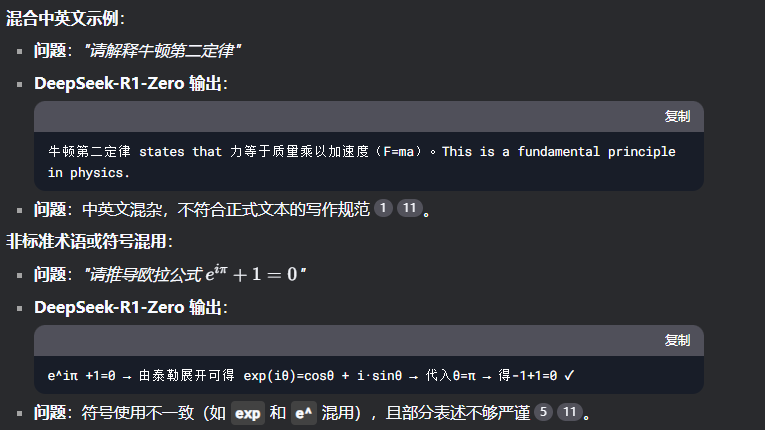 混合中英文示例：
问题："请解释牛顿第二定律"
DeepSeek-R1-Zero 输出：
复制
牛顿第二定律 states that 力等于质量乘以加速度（F=ma）。This is a fundamental principle
in physics.
问题：中英文混杂，不符合正式文本的写作规范 1 11。
非标准术语或符号混用：
问题："请推导欧拉公式 e^{iπ} + 1 = 0"
DeepSeek-R1-Zero 输出：
复制
e^iπ +1=0 → 由泰勒展开可得 exp(iθ)=cosθ + i·sinθ → 代入θ=π → 得-1+1=0 ✓
问题：符号使用不一致（如 exp 和 e^ 混用），且部分表述不够严谨 5 11。